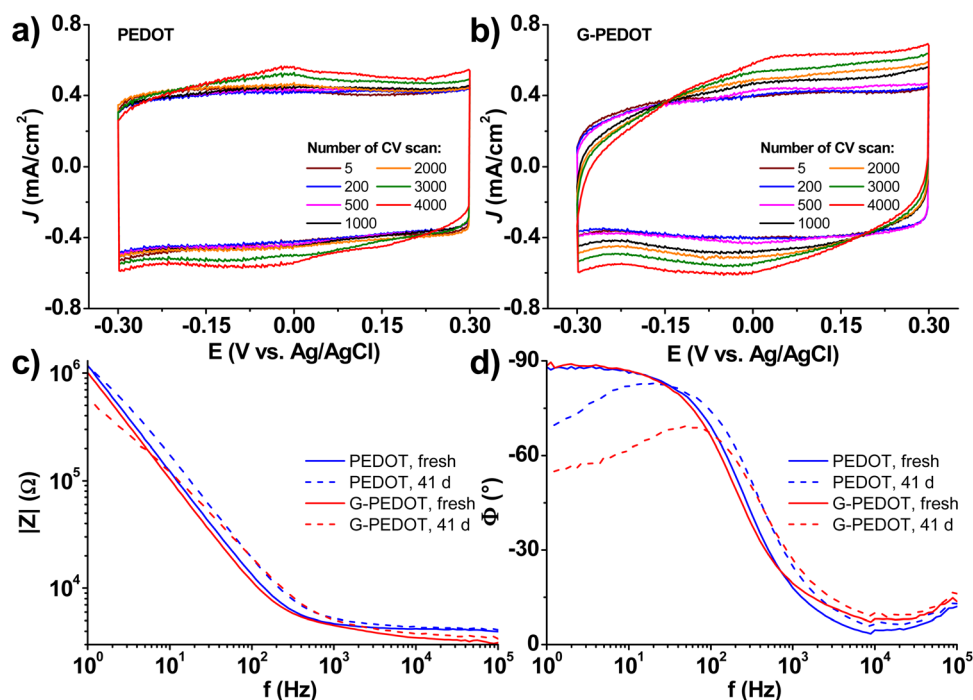 a)
PEDOT
0.8
0.4
0.0
-0.4
-0.8
J (mA/cm²)
Number of CV scan:
5 2000
200 3000
500 4000
1000
-0.30 -0.15 0.00 0.15 0.30
E (V vs. Ag/AgCl)
b)
G-PEDOT
0.8
0.4
0.0
-0.4
-0.8
J (mA/cm²)
Number of CV scan:
5 2000
200 3000
500 4000
1000
-0.30 -0.15 0.00 0.15 0.30
E (V vs. Ag/AgCl)
c)
10⁶
10⁵
10⁴
|Z| (Ω)
PEDOT, fresh
PEDOT, 41 d
G-PEDOT, fresh
G-PEDOT, 41 d
10⁰ 10¹ 10² 10³ 10⁴ 10⁵
f (Hz)
d)
-90
-60
-30
0
Φ (°)
PEDOT, fresh
PEDOT, 41 d
G-PEDOT, fresh
G-PEDOT, 41 d
10⁰ 10¹ 10² 10³ 10⁴ 10⁵
f (Hz)